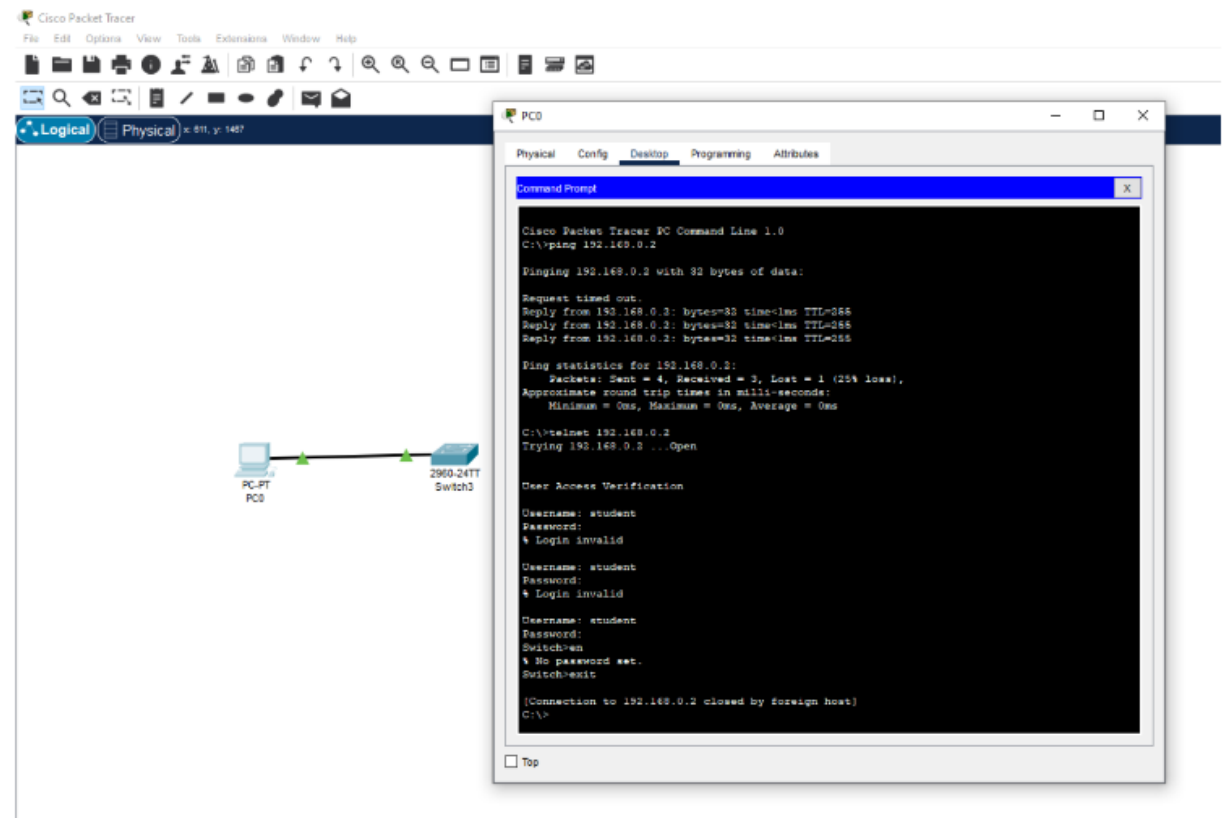 Cisco Packet Tracer
File Edit Options View Tools Extensions Window Help
Logical Physical x: 611, y: 1467
PC-PT
PC0
2960-24TT
Switch3
PC0
Physical Config Desktop Programming Attributes
Command Prompt X
Cisco Packet Tracer PC Command Line 1.0
C:\>ping 192.168.0.2
Pinging 192.168.0.2 with 32 bytes of data:
Request timed out.
Reply from 192.168.0.2: bytes=32 time<1ms TTL=255
Reply from 192.168.0.2: bytes=32 time<1ms TTL=255
Reply from 192.168.0.2: bytes=32 time<1ms TTL=255
Ping statistics for 192.168.0.2:
Packets: Sent = 4, Received = 3, Lost = 1 (25% loss),
Approximate round trip times in milli-seconds:
Minimum = 0ms, Maximum = 0ms, Average = 0ms
C:\>telnet 192.168.0.2
Trying 192.168.0.2 ...Open
User Access Verification
Username: student
Password:
% Login invalid
Username: student
Password:
% Login invalid
Username: student
Password:
Switch>en
% No password set.
Switch>exit
[Connection to 192.168.0.2 closed by foreign host]
C:\>
Top